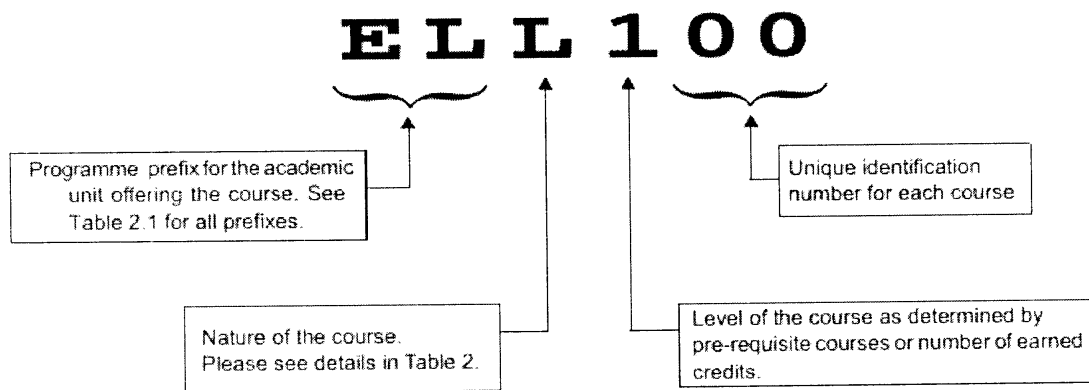 ELL100
Programme prefix for the academic
unit offering the course. See
Table 2.1 for all prefixes.
Unique identification
number for each course
Nature of the course.
Please see details in Table 2.
Level of the course as determined by
pre-requisite courses or number of earned
credits.